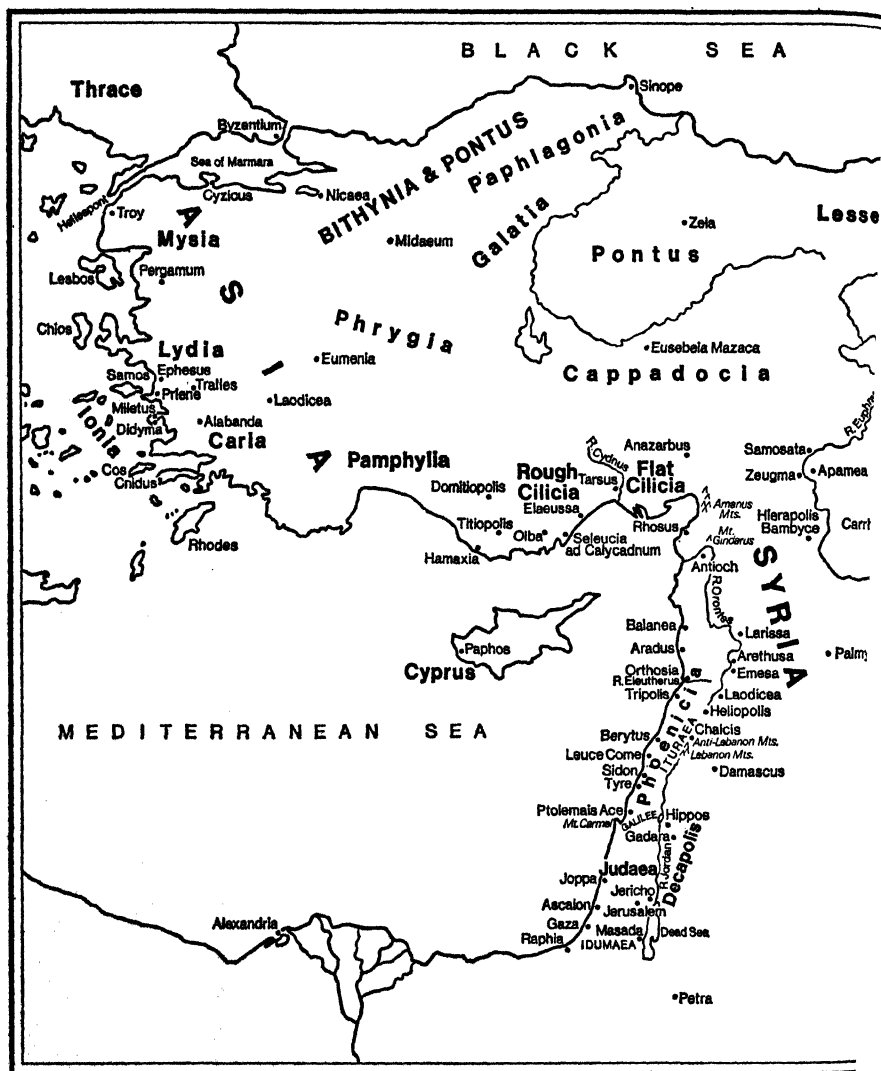 BLACK SEA
Thrace
Sinope
Byzantium
BITHYNIA & PONTUS
Paphlagonia
Sea of Marmara
Hellespont
Cyzious
Nicaea
Troy
Galatia
Zela
Lesse
ASIA
Mysia
Midaeum
Pontus
Lesbos
Pergamum
Chios
Phrygia
Lydia
Eumenia
Eusebela Mazaca
Cappadocia
Samos
Ephesus
Priene
Tralles
Laodicea
Miletus
Didyma
Ionia
Alabanda
Caria
R. Euphra
Cos
Cnidus
Pamphylia
R. Cydnus
Anazarbus
Samosata
Rough
Cilicia
Flat
Cilicia
Tarsus
Zeugma
Apamea
Domitiopolis
Elaeussa
Amanus
Mts.
Hierapolis
Bambyce
Carrh
Rhodes
Titiopolis
Olba
Seleucia
ad Calycadnum
Rhosus
Mt.
Gindarus
Hamaxia
Antioch
SYRIA
R. Orontes
Balanea
Larissa
Paphos
Cyprus
Aradus
Arethusa
Palmy
Orthosia
Emesa
R. Eleutherus
Tripolis
Laodicea
Heliopolis
MEDITERRANEAN SEA
Phoenicia
Berytus
ITURAEA
Chalcis
Anti-Lebanon Mts.
Leuce Come
Lebanon Mts.
Sidon
Damascus
Tyre
Ptolemais Ace
Mt. Carmel
GALILEE
Hippos
Gadara
Decapolis
R. Jordan
Judaea
Joppa
Jericho
Ascalon
Jerusalem
Alexandria
Gaza
Masada
Dead Sea
Raphia
IDUMAEA
Petra